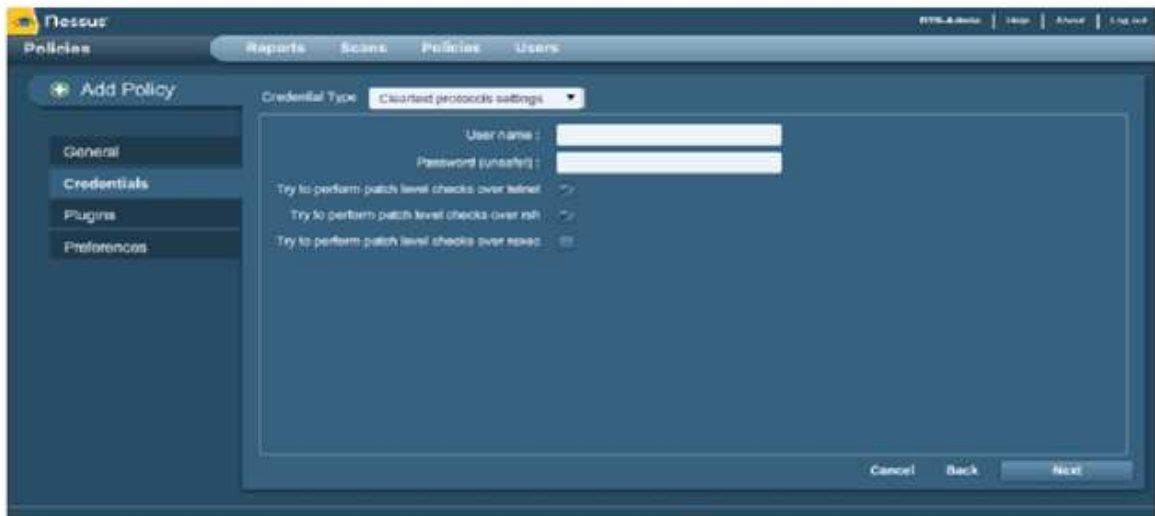 Nessus
Help | About | Log out
Policies
Reports Scans Policies Users
Add Policy
Credential Type Cleartext protocols settings
User name :
General
Password (unsafe!) :
Credentials
Try to perform patch level checks over telnet
Plugins
Try to perform patch level checks over rsh
Preferences
Try to perform patch level checks over rexec
Cancel Back Next